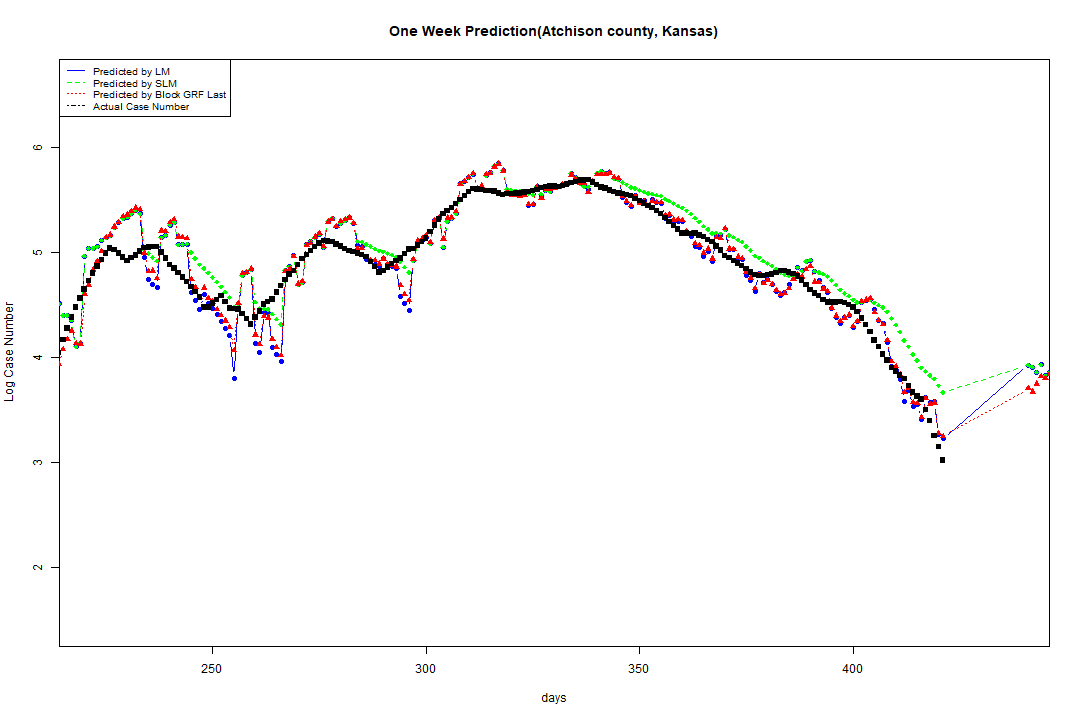 One Week Prediction(Atchison county, Kansas)
Predicted by LM
Predicted by SLM
Predicted by Block GRF Last
Actual Case Number
6
5
4
3
2
Log Case Number
250 300 350 400
days